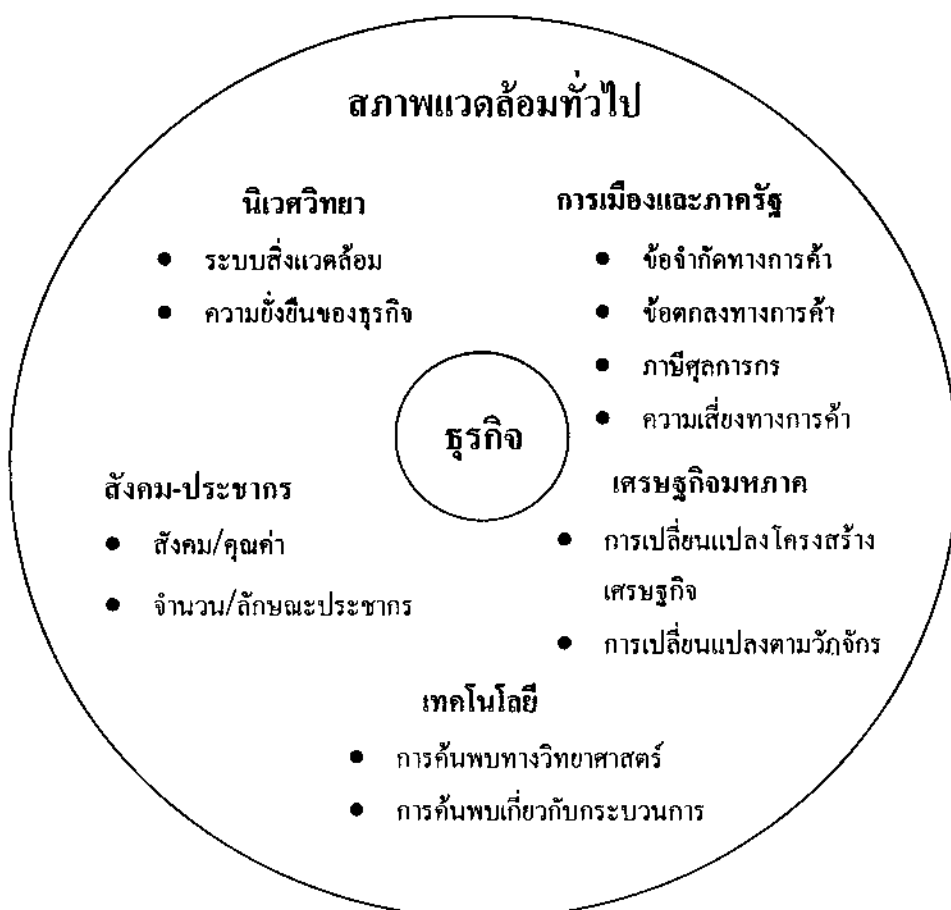 สภาพแวดล้อมทั่วไป
นิเวศวิทยา
• ระบบสิ่งแวดล้อม
• ความยั่งยืนของธุรกิจ
การเมืองและภาครัฐ
• ข้อจำกัดทางการค้า
• ข้อตกลงทางการค้า
• ภาษีศุลการกร
• ความเสี่ยงทางการค้า
ธุรกิจ
สังคม-ประชากร
• สังคม/คุณค่า
• จำนวน/ลักษณะประชากร
เศรษฐกิจมหภาค
• การเปลี่ยนแปลงโครงสร้าง
เศรษฐกิจ
• การเปลี่ยนแปลงตามวัฏจักร
เทคโนโลยี
• การค้นพบทางวิทยาศาสตร์
• การค้นพบเกี่ยวกับกระบวนการ